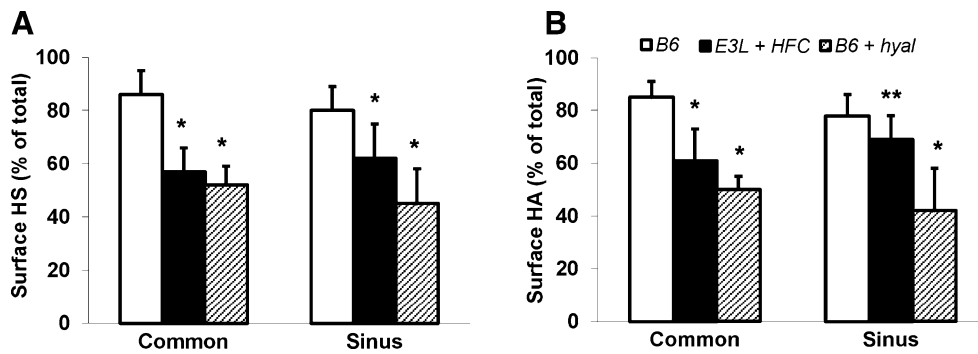 A
Surface HS (% of total)
100
80
60
40
20
0
*
*
*
*
Common
Sinus
B
B6
E3L + HFC
B6 + hyal
Surface HA (% of total)
100
80
60
40
20
0
*
*
**
*
Common
Sinus